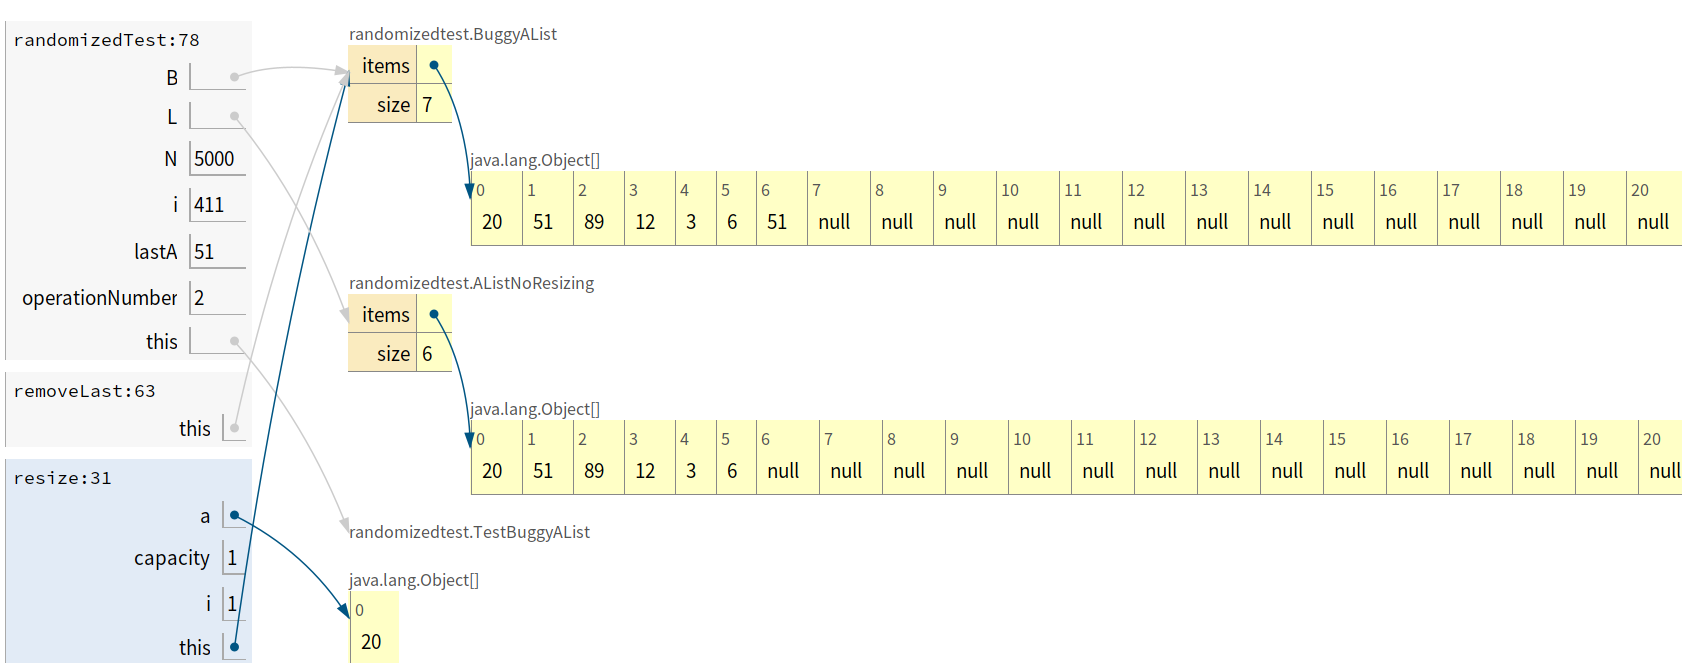 randomizedTest:78
B
L
N 5000
i 411
lastA 51
operationNumber 2
this
removeLast:63
this
resize:31
a
capacity 1
i 1
this
randomizedtest.BuggyAList
items
size 7
java.lang.Object[]
0 1 2 3 4 5 6 7 8 9 10 11 12 13 14 15 16 17 18 19 20
20 51 89 12 3 6 51 null null null null null null null null null null null null null null
randomizedtest.AListNoResizing
items
size 6
java.lang.Object[]
0 1 2 3 4 5 6 7 8 9 10 11 12 13 14 15 16 17 18 19 20
20 51 89 12 3 6 null null null null null null null null null null null null null null null
randomizedtest.TestBuggyAList
java.lang.Object[]
0
20